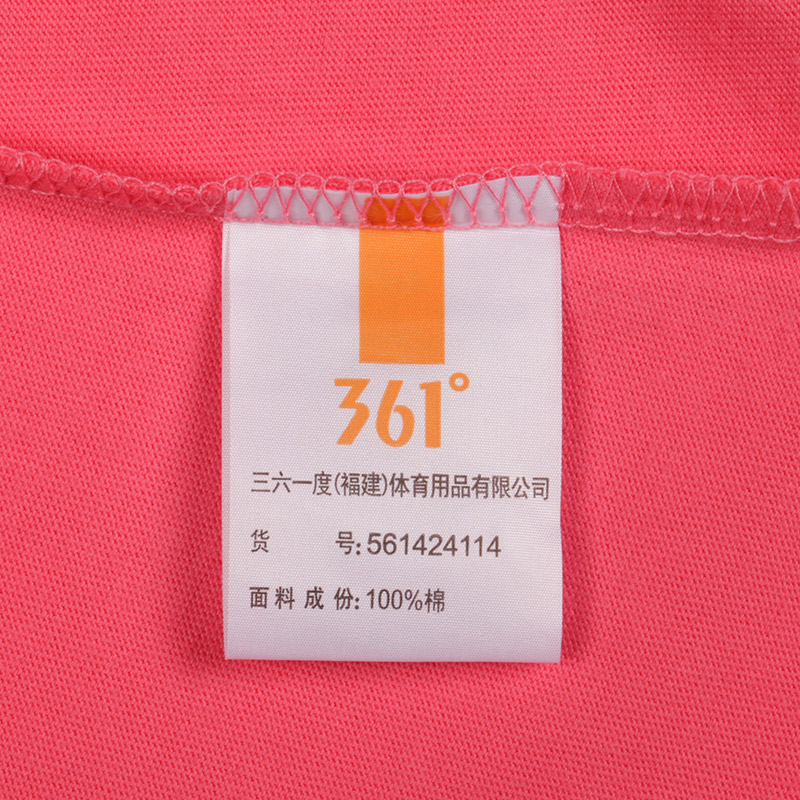 361°
三六一度(福建)体育用品有限公司
货 号:561424114
面料成份:100%棉